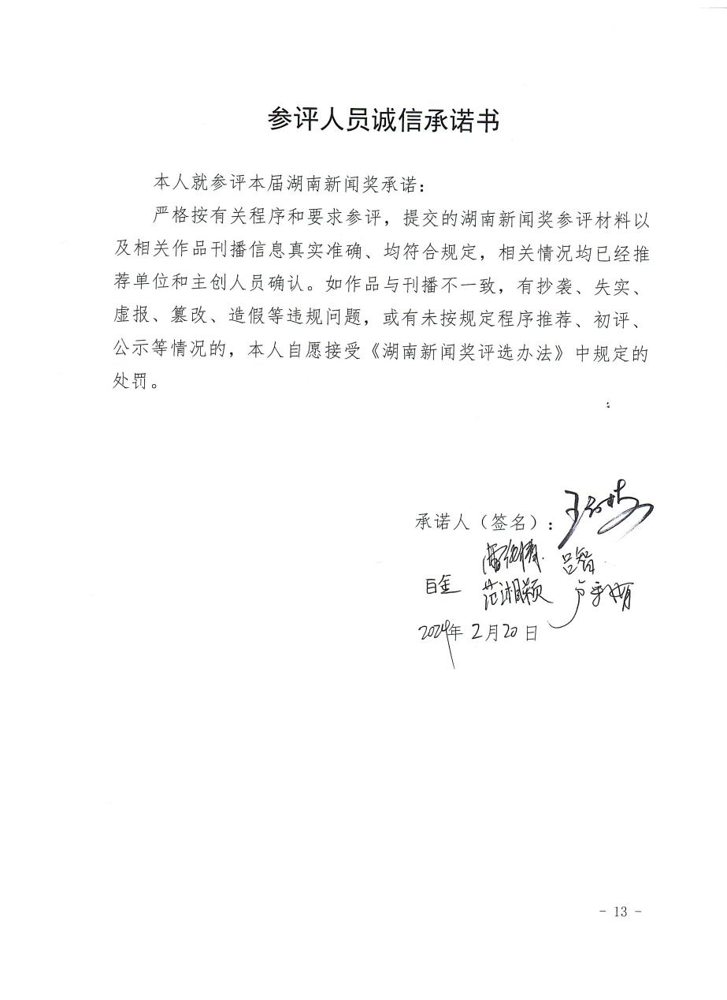 参评人员诚信承诺书
本人就参评本届湖南新闻奖承诺：
严格按有关程序和要求参评，提交的湖南新闻奖参评材料以
及相关作品刊播信息真实准确、均符合规定，相关情况均已经推
荐单位和主创人员确认。如作品与刊播不一致，有抄袭、失实、
虚报、篡改、造假等违规问题，或有未按规定程序推荐、初评、
公示等情况的，本人自愿接受《湖南新闻奖评选办法》中规定的
处罚。
承诺人（签名）：王
吕智
范湘颖
2024年2月20日
- 13 -